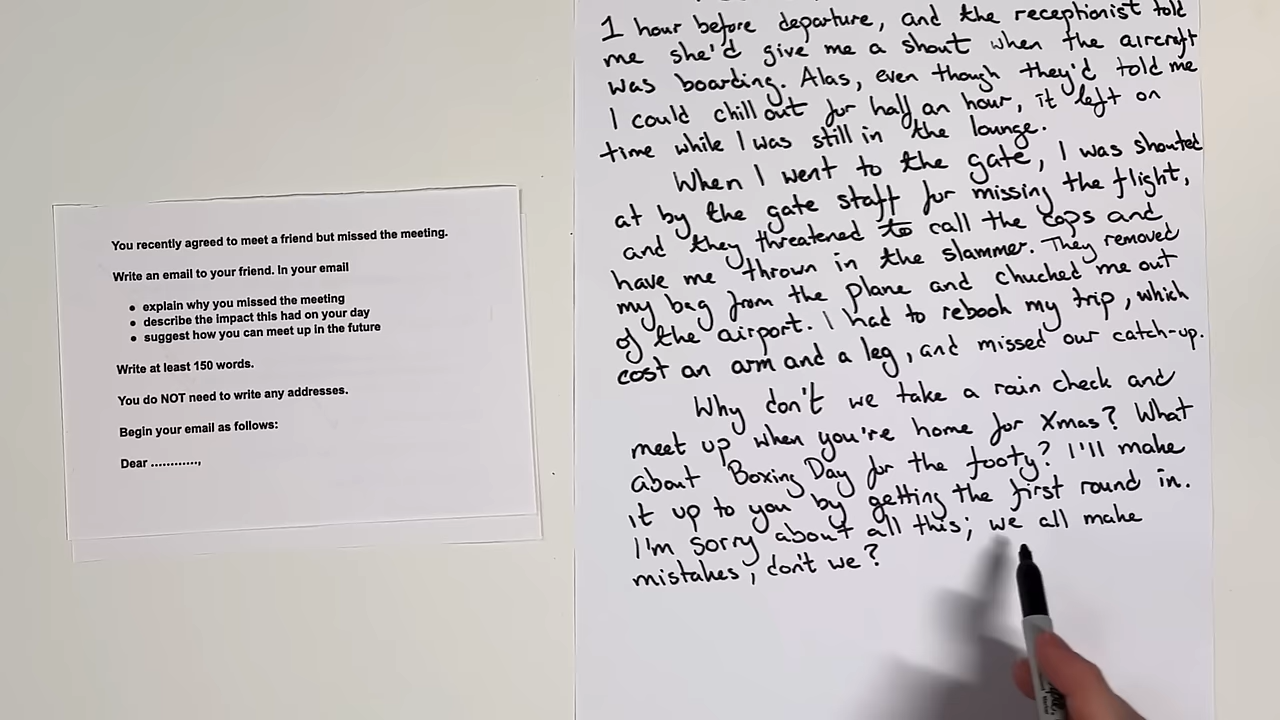 You recently agreed to meet a friend but missed the meeting.
Write an email to your friend. In your email
• explain why you missed the meeting
• describe the impact this had on your day
• suggest how you can meet up in the future
Write at least 150 words.
You do NOT need to write any addresses.
Begin your email as follows:
Dear ............,
1 hour before departure, and the receptionist told
me she'd give me a shout when the aircraft
was boarding. Alas, even though they'd told me
I could chill out for half an hour, it left on
time while I was still in the lounge.
When I went to the gate, I was shouted
at by the gate staff for missing the flight,
and they threatened to call the cops and
have me thrown in the slammer. They removed
my bag from the plane and chucked me out
of the airport. I had to rebook my trip, which
cost an arm and a leg, and missed our catch-up.
Why don't we take a rain check and
meet up when you're home for Xmas? What
about Boxing Day for the footy? I'll make
it up to you by getting the first round in.
I'm sorry about all this; we all make
mistakes, don't we?